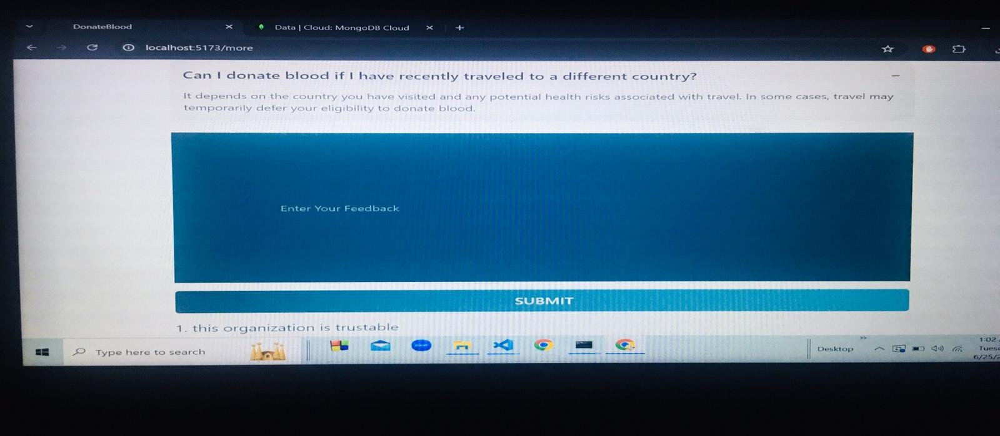 DonateBlood
Data | Cloud: MongoDB Cloud
localhost:5173/more
Can I donate blood if I have recently traveled to a different country?
It depends on the country you have visited and any potential health risks associated with travel. In some cases, travel may
temporarily defer your eligibility to donate blood.
Enter Your Feedback
SUBMIT
1. this organization is trustable
Type here to search
zoom
Desktop
1:02
Tues
6/25/